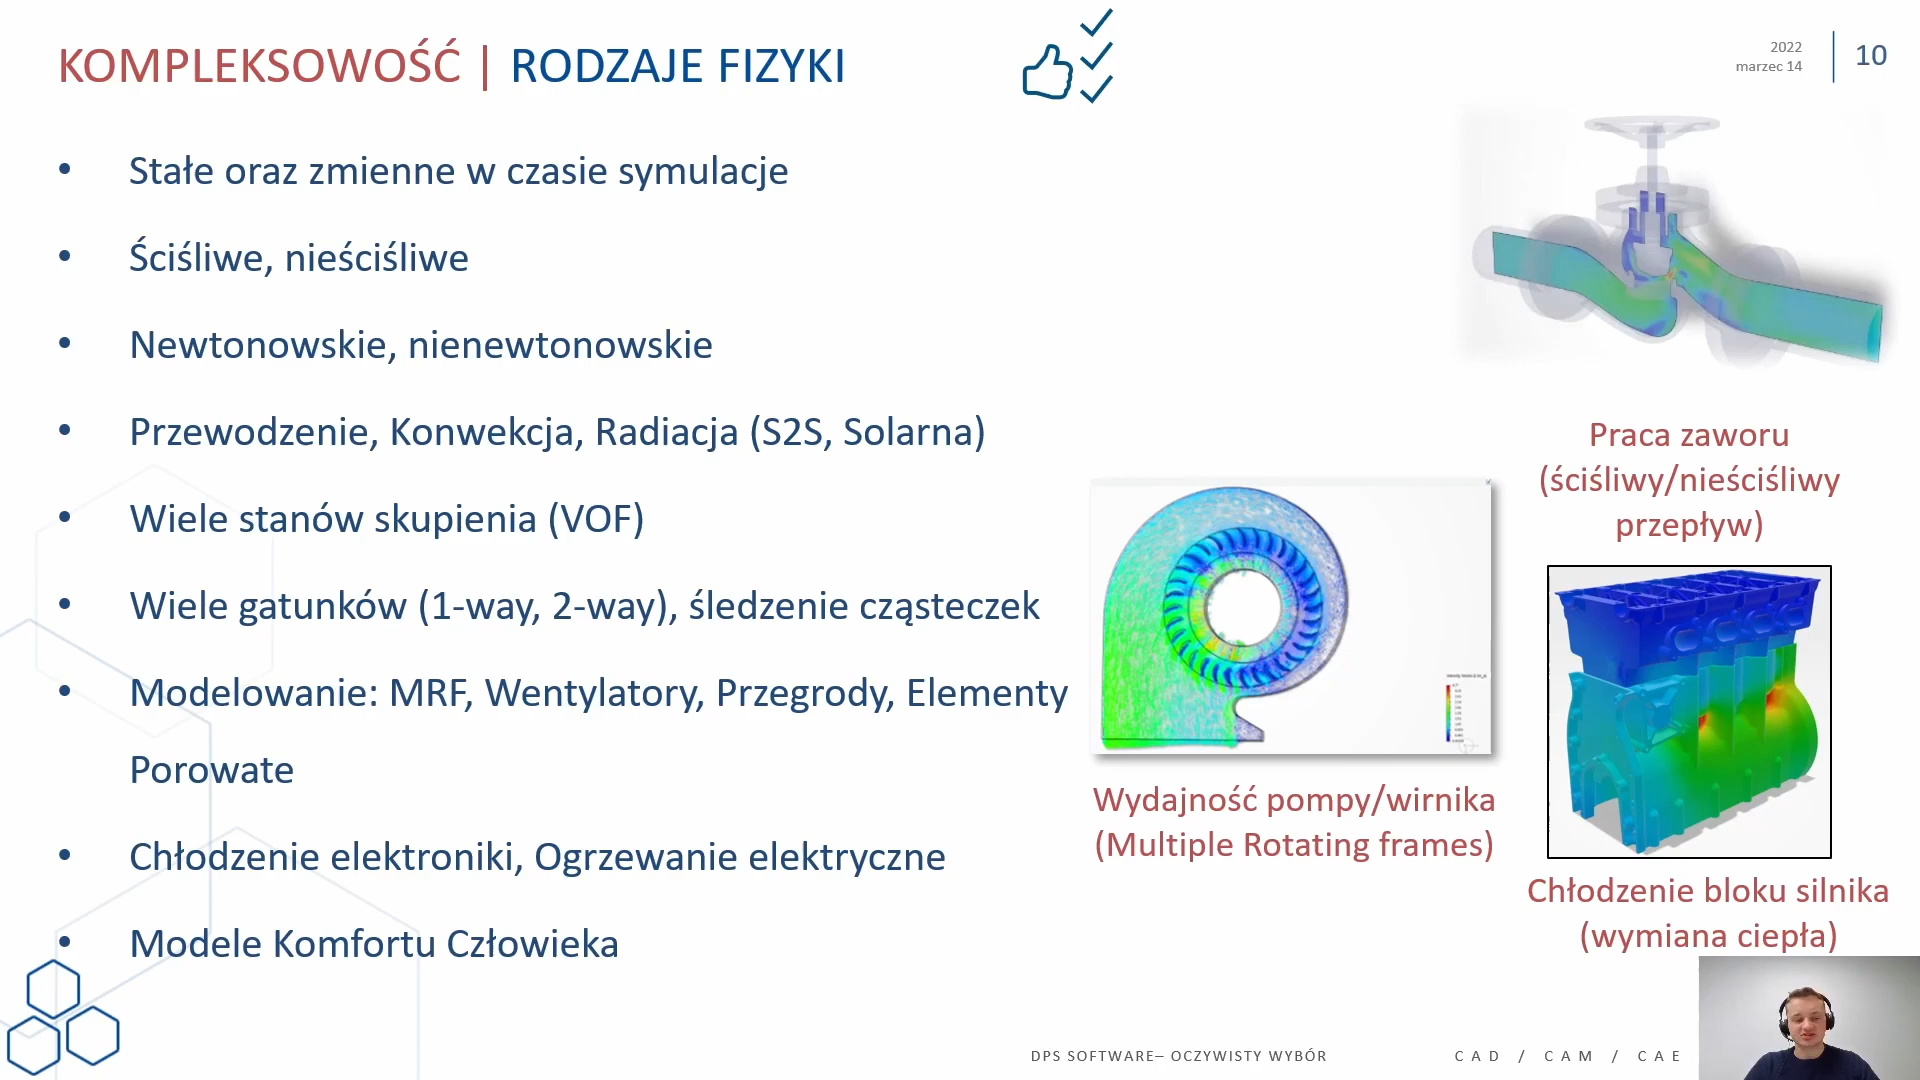 KOMPLEKSOWOŚĆ | RODZAJE FIZYKI
2022
marzec 14
10
• Stałe oraz zmienne w czasie symulacje
• Ściśliwe, nieściśliwe
• Newtonowskie, nienewtonowskie
• Przewodzenie, Konwekcja, Radiacja (S2S, Solarna)
• Wiele stanów skupienia (VOF)
• Wiele gatunków (1-way, 2-way), śledzenie cząsteczek
• Modelowanie: MRF, Wentylatory, Przegrody, Elementy
Porowate
• Chłodzenie elektroniki, Ogrzewanie elektryczne
• Modele Komfortu Człowieka
Praca zaworu
(ściśliwy/nieściśliwy
przepływ)
Wydajność pompy/wirnika
(Multiple Rotating frames)
Chłodzenie bloku silnika
(wymiana ciepła)
DPS SOFTWARE– OCZYWISTY WYBÓR
CAD / CAM / CAE